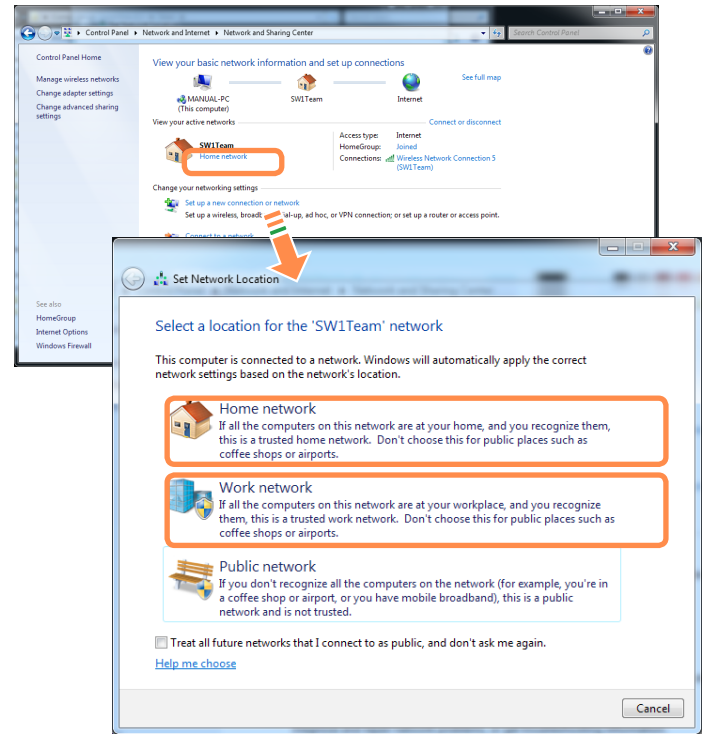 Control Panel ▸ Network and Internet ▸ Network and Sharing Center
Search Control Panel
Control Panel Home
Manage wireless networks
Change adapter settings
Change advanced sharing
settings
See also
HomeGroup
Internet Options
Windows Firewall
View your basic network information and set up connections
See full map
MANUAL-PC
(This computer)
SW1Team
Internet
View your active networks
Connect or disconnect
SW1Team
Home network
Access type: Internet
HomeGroup: Joined
Connections: Wireless Network Connection 5
(SW1Team)
Change your networking settings
Set up a new connection or network
Set up a wireless, broadb ial-up, ad hoc, or VPN connection; or set up a router or access point.
Connect to a network
Set Network Location
Select a location for the 'SW1Team' network
This computer is connected to a network. Windows will automatically apply the correct
network settings based on the network's location.
Home network
If all the computers on this network are at your home, and you recognize them,
this is a trusted home network. Don't choose this for public places such as
coffee shops or airports.
Work network
If all the computers on this network are at your workplace, and you recognize
them, this is a trusted work network. Don't choose this for public places such as
coffee shops or airports.
Public network
If you don't recognize all the computers on the network (for example, you're in
a coffee shop or airport, or you have mobile broadband), this is a public
network and is not trusted.
Treat all future networks that I connect to as public, and don't ask me again.
Help me choose
Cancel